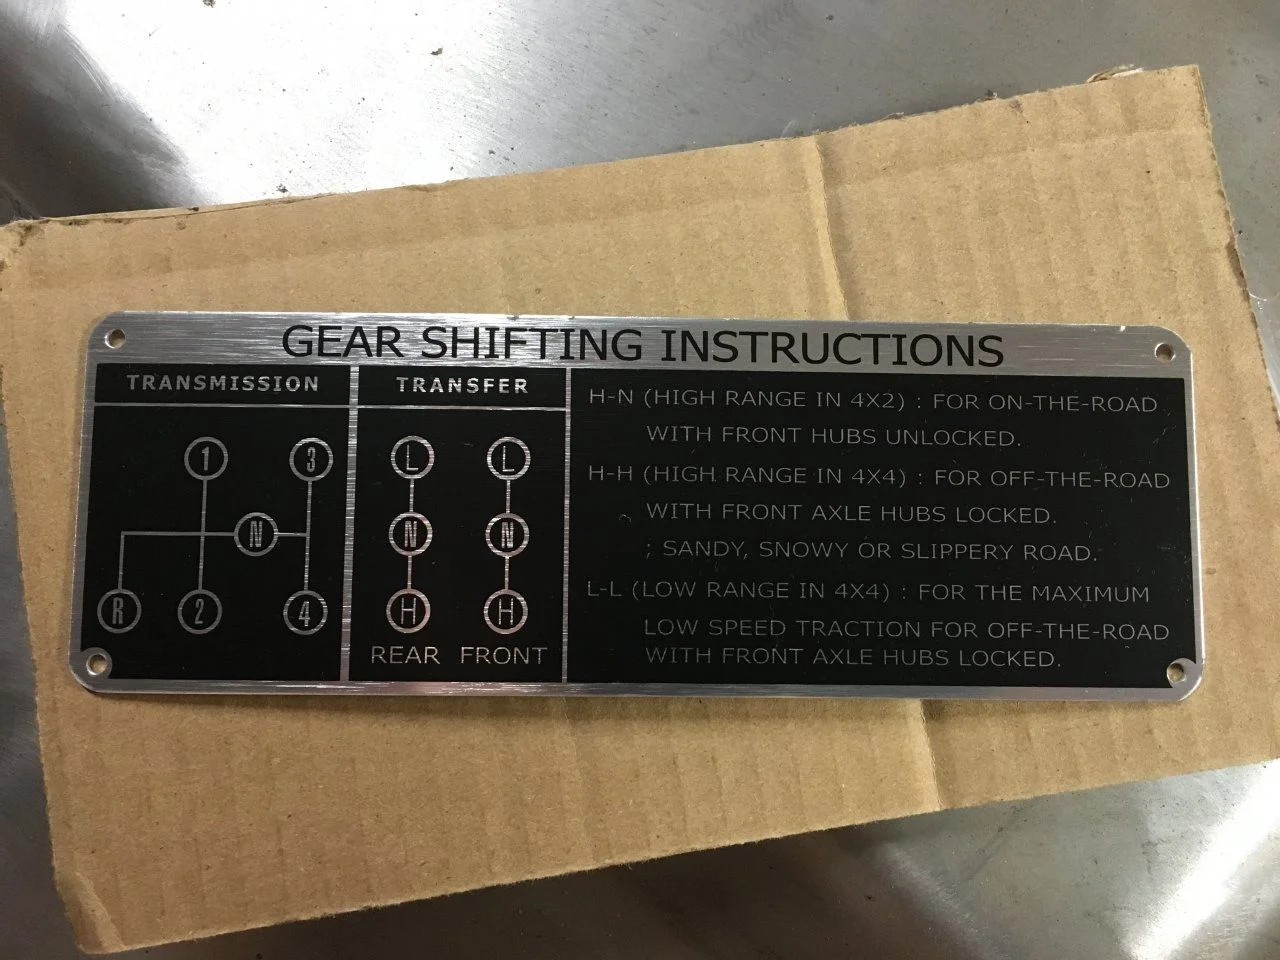 GEAR SHIFTING INSTRUCTIONS
TRANSMISSION
1 3
N
R 2 4
TRANSFER
L L
N N
H H
REAR FRONT
H-N (HIGH RANGE IN 4X2) : FOR ON-THE-ROAD
WITH FRONT HUBS UNLOCKED.
H-H (HIGH RANGE IN 4X4) : FOR OFF-THE-ROAD
WITH FRONT AXLE HUBS LOCKED.
; SANDY, SNOWY OR SLIPPERY ROAD.
L-L (LOW RANGE IN 4X4) : FOR THE MAXIMUM
LOW SPEED TRACTION FOR OFF-THE-ROAD
WITH FRONT AXLE HUBS LOCKED.